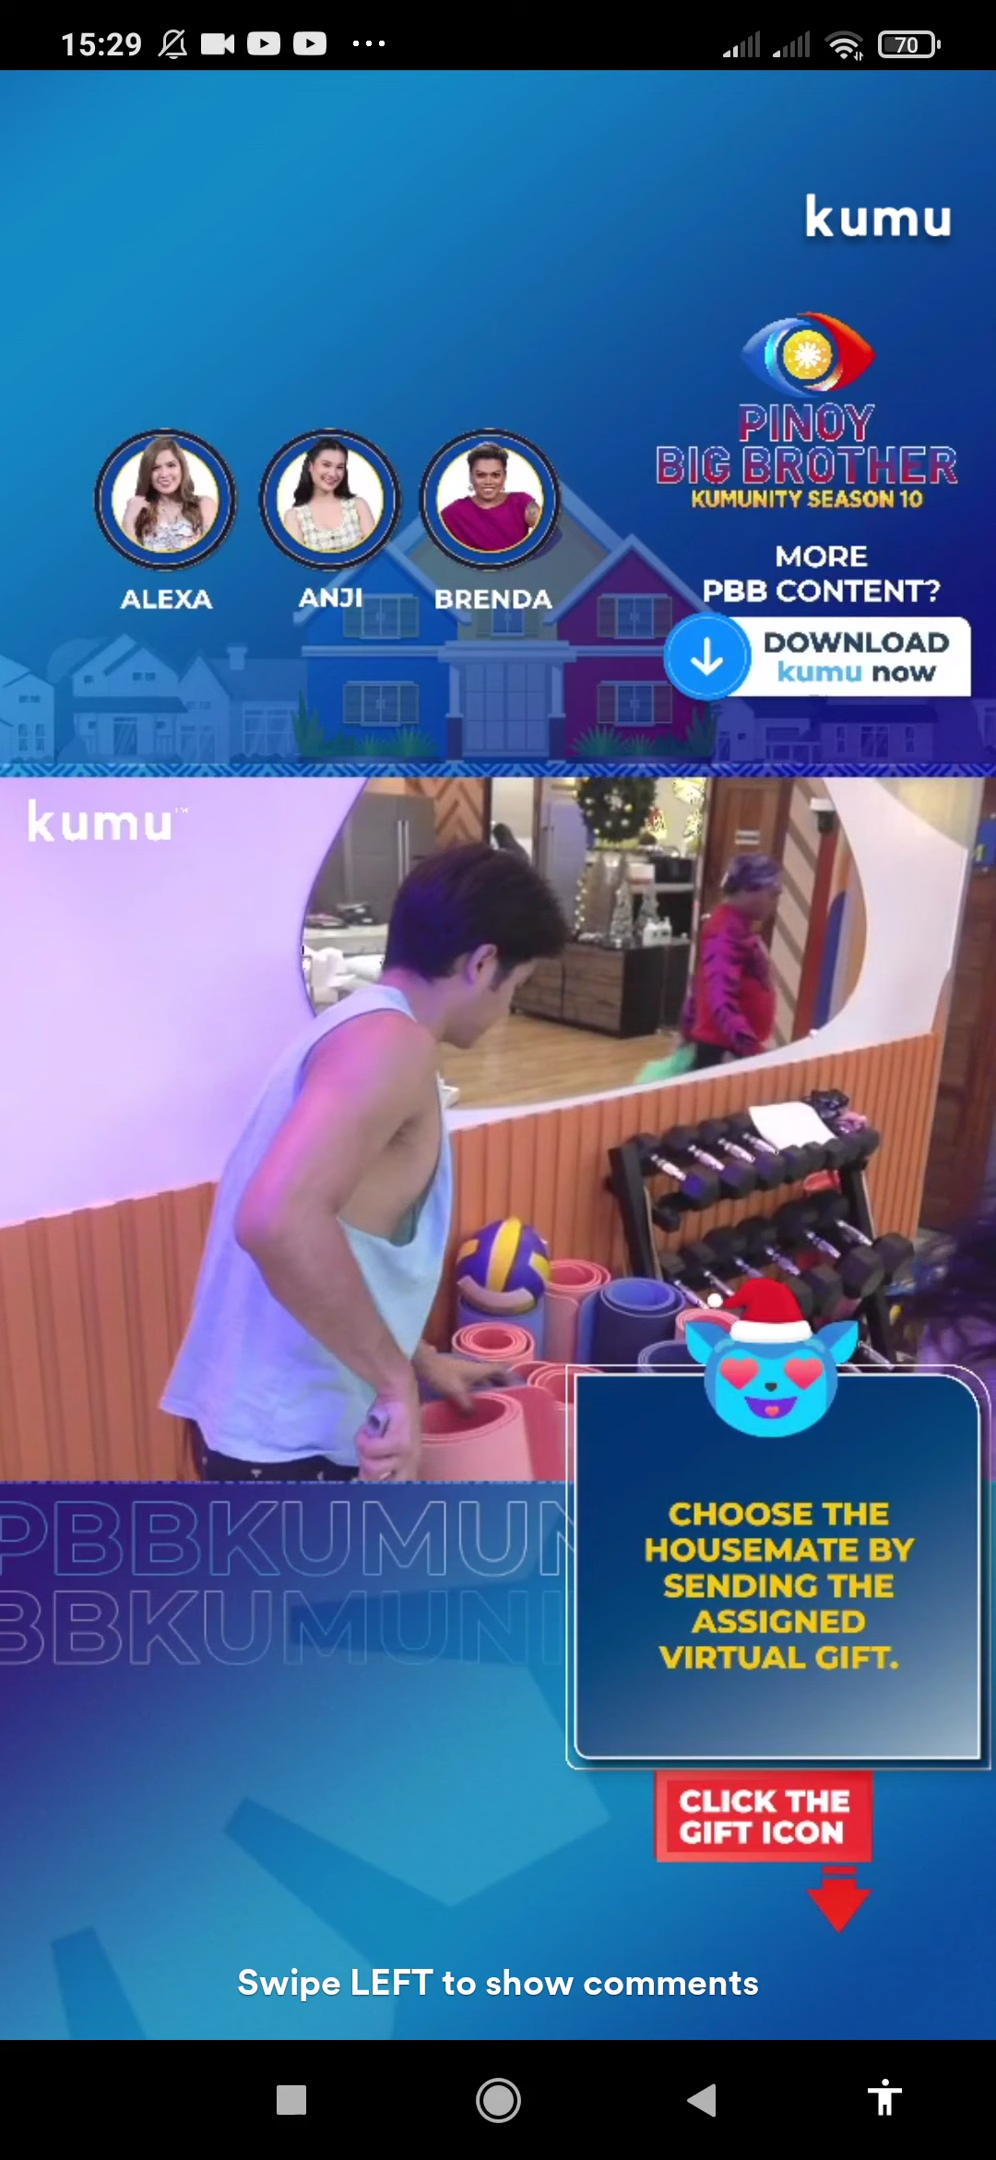 15:29
70
kumu
PINOY
BIG BROTHER
KUMUNITY SEASON 10
ALEXA
ANJI
BRENDA
MORE
PBB CONTENT?
DOWNLOAD
kumu now
kumu™
PBBKUMUN
BBKUMUNI
CHOOSE THE
HOUSEMATE BY
SENDING THE
ASSIGNED
VIRTUAL GIFT.
CLICK THE
GIFT ICON
Swipe LEFT to show comments